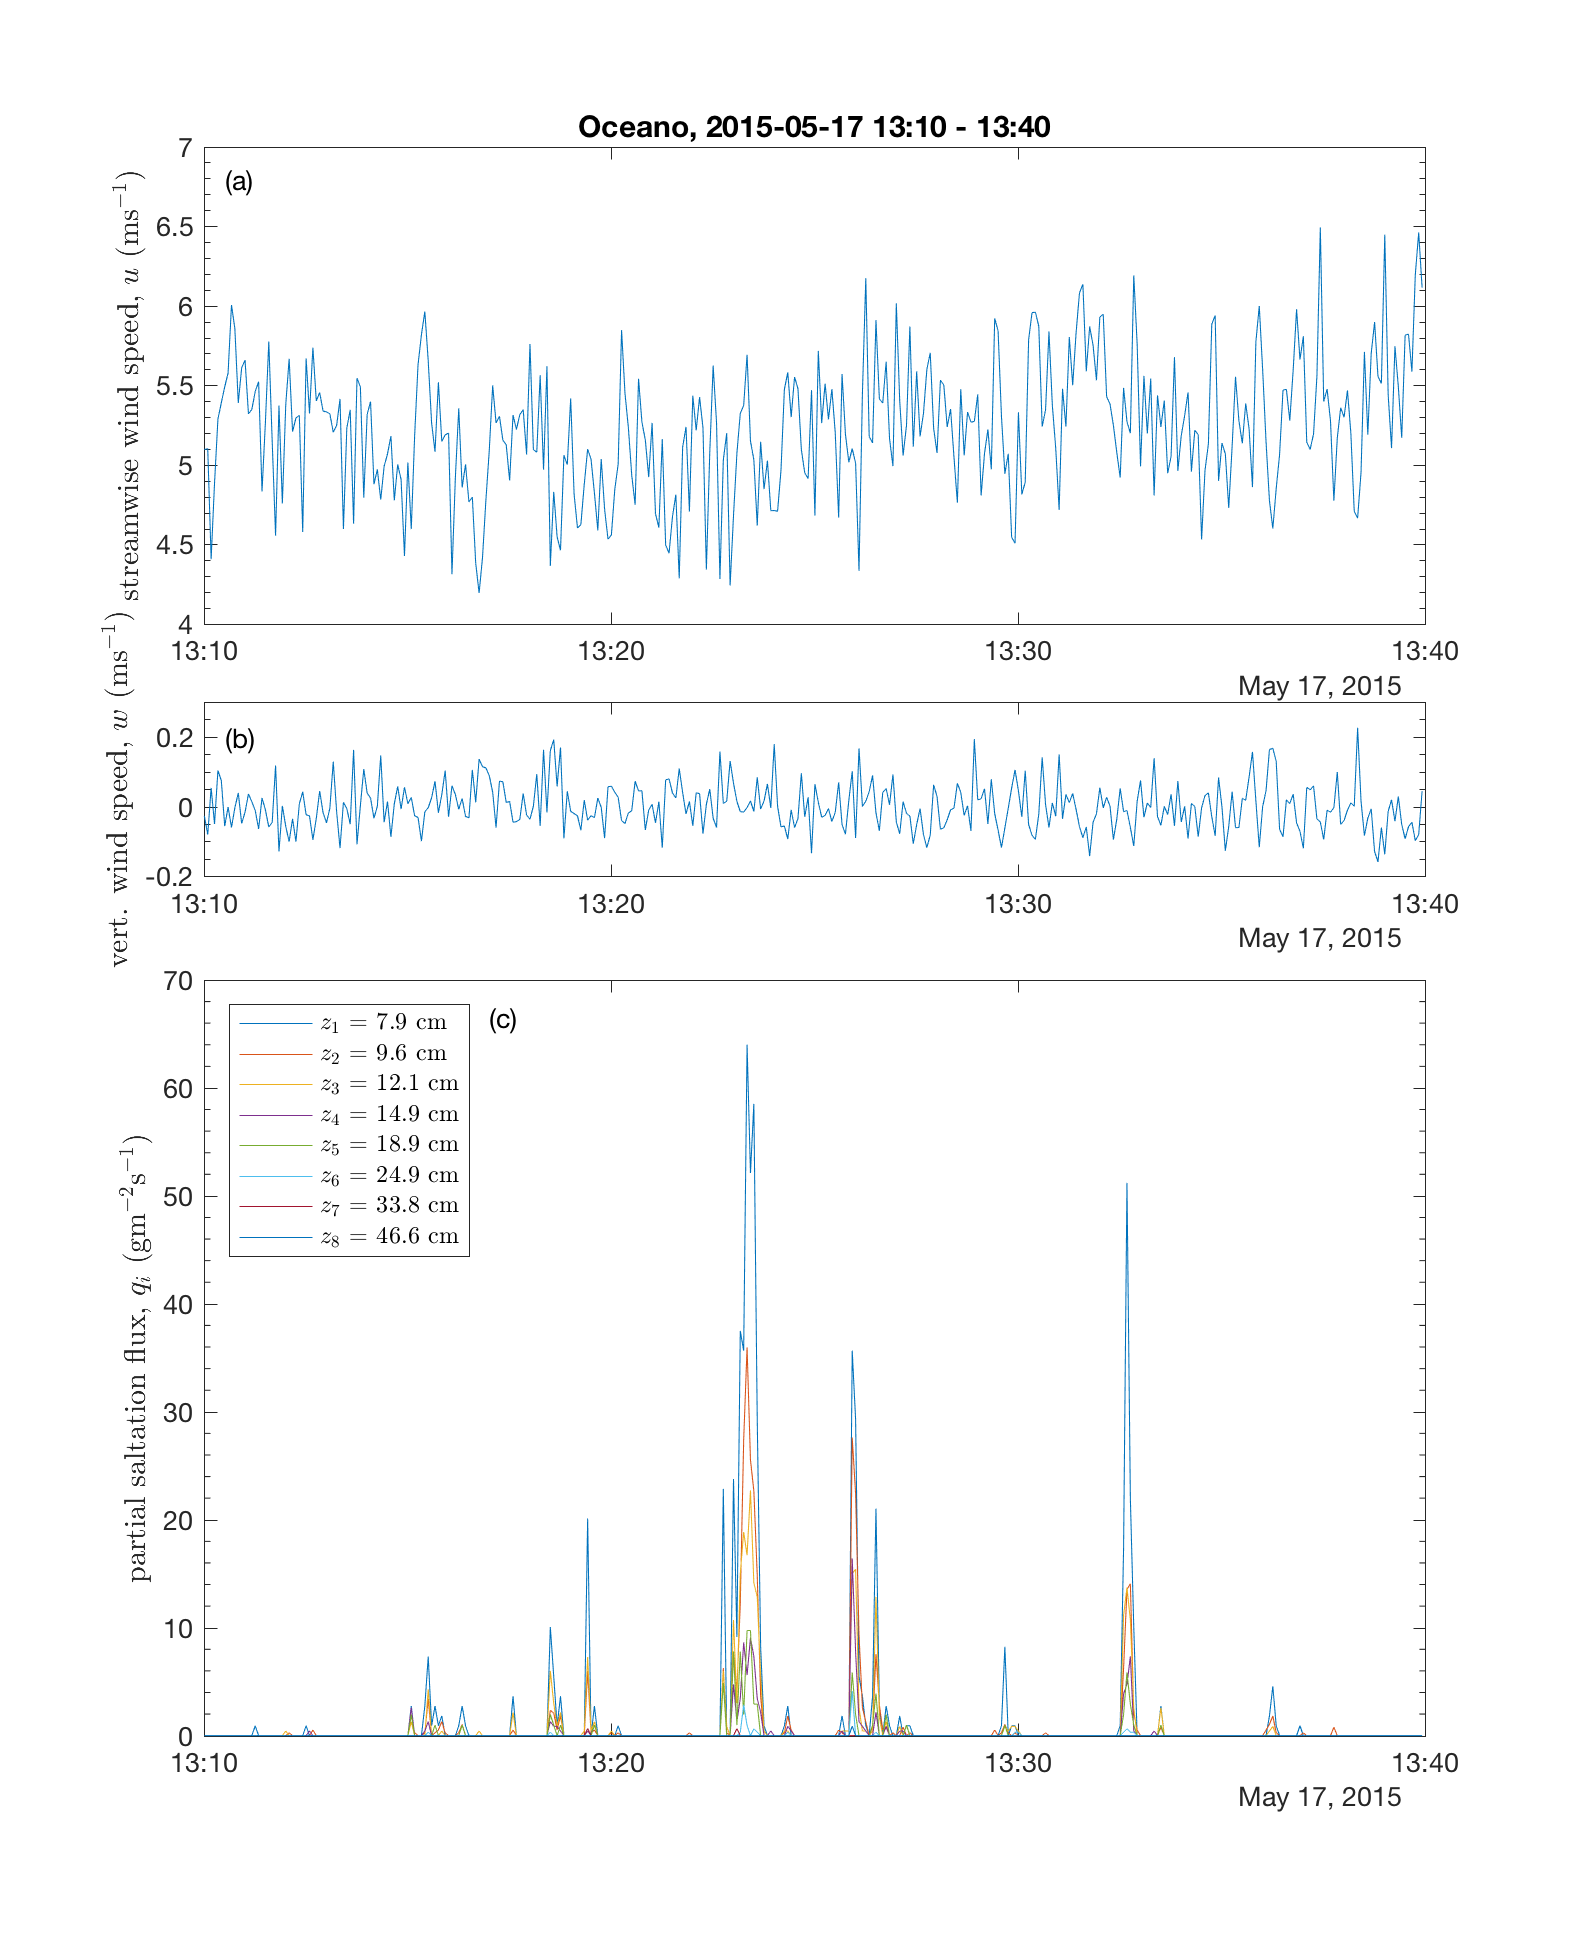 Oceano, 2015-05-17 13:10 - 13:40
(a)
streamwise wind speed, u (ms⁻¹)
7
6.5
6
5.5
5
4.5
4
13:10 13:20 13:30 13:40
May 17, 2015
(b)
vert. wind speed, w (ms⁻¹)
0.2
0
-0.2
13:10 13:20 13:30 13:40
May 17, 2015
(c)
partial saltation flux, qᵢ (gm⁻²s⁻¹)
70
60
50
40
30
20
10
0
z₁ = 7.9 cm
z₂ = 9.6 cm
z₃ = 12.1 cm
z₄ = 14.9 cm
z₅ = 18.9 cm
z₆ = 24.9 cm
z₇ = 33.8 cm
z₈ = 46.6 cm
13:10 13:20 13:30 13:40
May 17, 2015